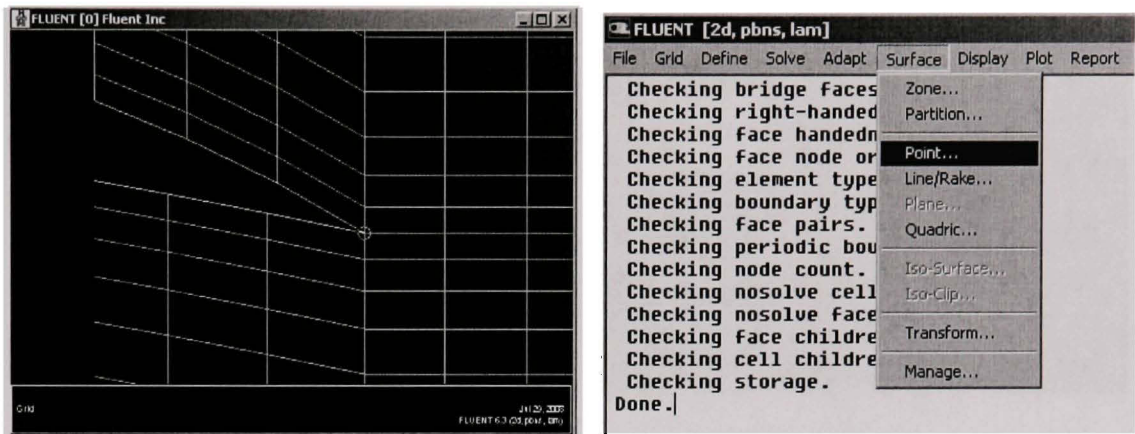 FLUENT [0] Fluent Inc
Grid
Jul 29, 2008
FLUENT 6.3 (2d, pbns, lam)
FLUENT [2d, pbns, lam]
File Grid Define Solve Adapt Surface Display Plot Report
Checking bridge faces
Checking right-handed
Checking face handedn
Checking face node or
Checking element type
Checking boundary typ
Checking face pairs.
Checking periodic bou
Checking node count.
Checking nosolve cell
Checking nosolve face
Checking face childre
Checking cell childre
Checking storage.
Done.
Zone...
Partition...
Point...
Line/Rake...
Plane...
Quadric...
Iso-Surface...
Iso-Clip...
Transform...
Manage...